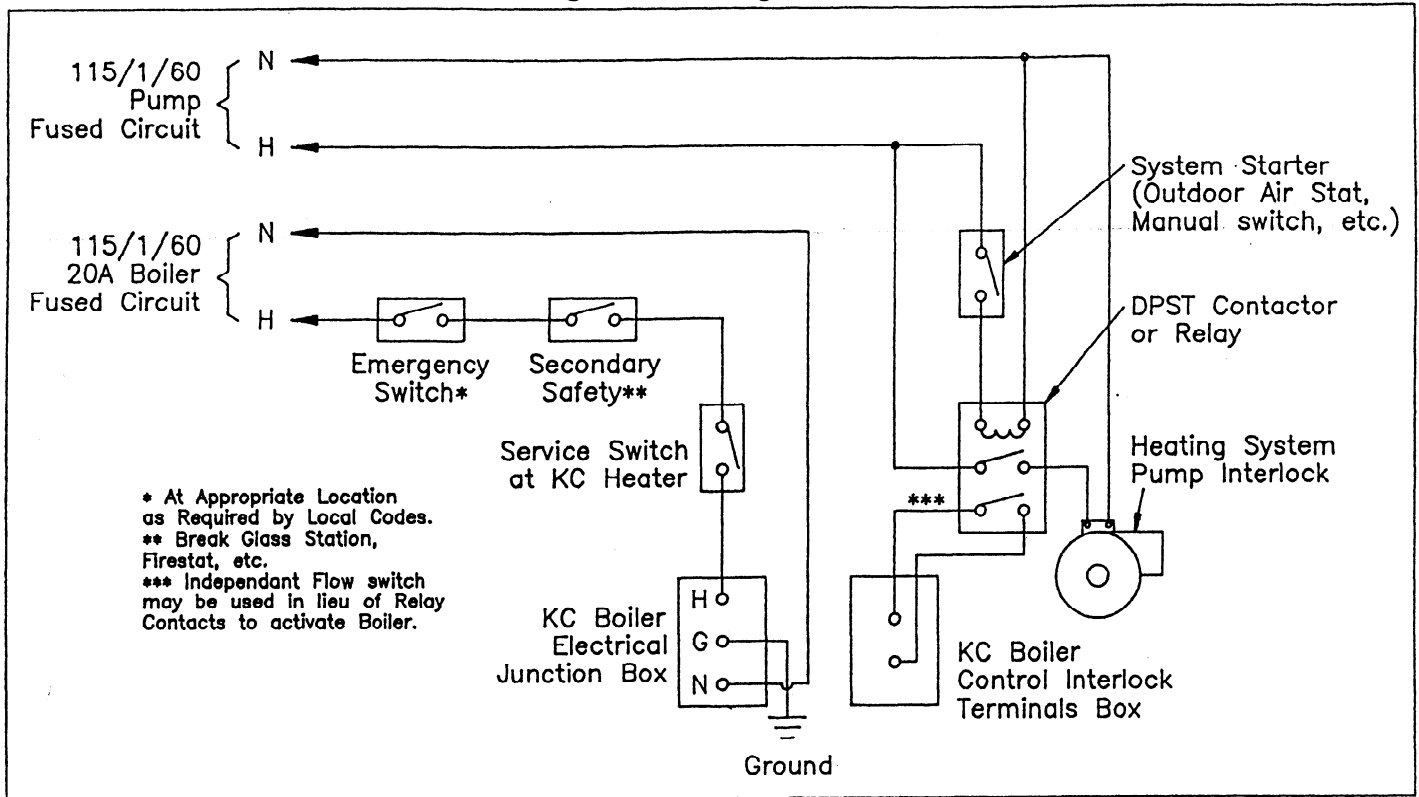 115/1/60
Pump
Fused Circuit
N
H
115/1/60
20A Boiler
Fused Circuit
N
H
Emergency
Switch*
Secondary
Safety**
Service Switch
at KC Heater
* At Appropriate Location
as Required by Local Codes.
** Break Glass Station,
Firestat, etc.
*** Independant Flow switch
may be used in lieu of Relay
Contacts to activate Boiler.
KC Boiler
Electrical
Junction Box
H
G
N
Ground
System Starter
(Outdoor Air Stat,
Manual switch, etc.)
DPST Contactor
or Relay
Heating System
Pump Interlock
***
KC Boiler
Control Interlock
Terminals Box